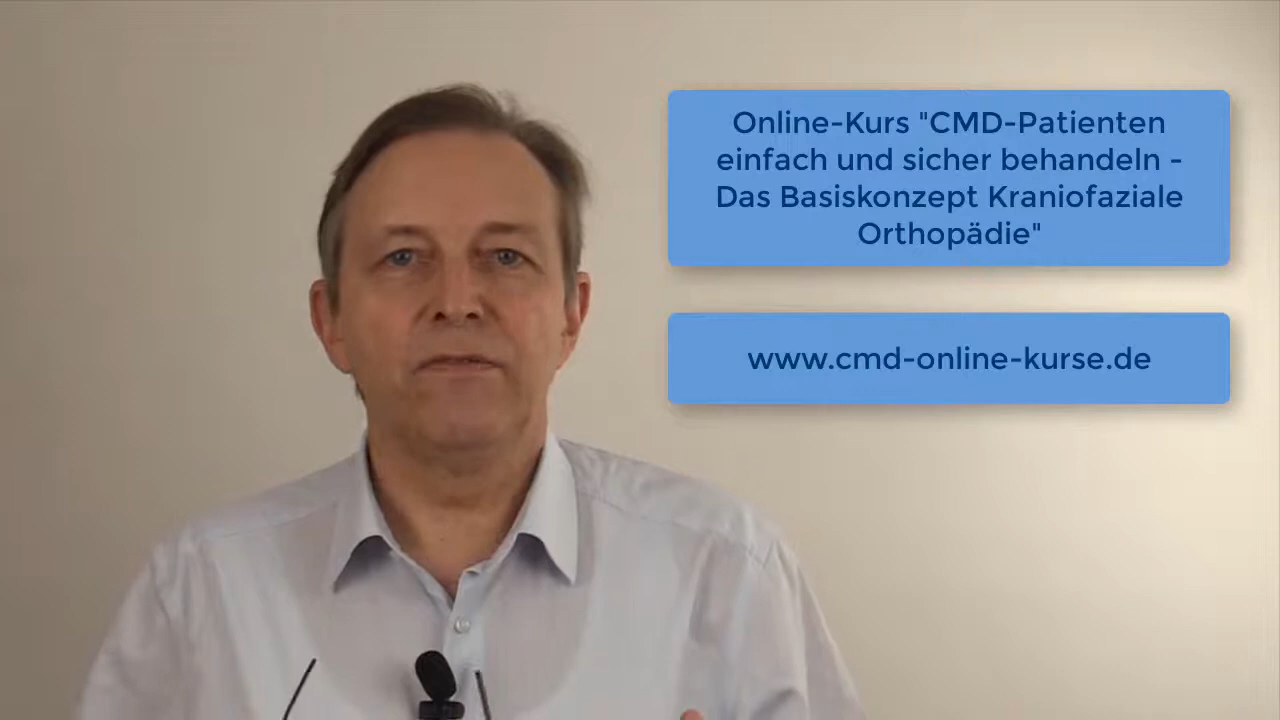 Online-Kurs "CMD-Patienten
einfach und sicher behandeln -
Das Basiskonzept Kraniofaziale
Orthopädie"
www.cmd-online-kurse.de